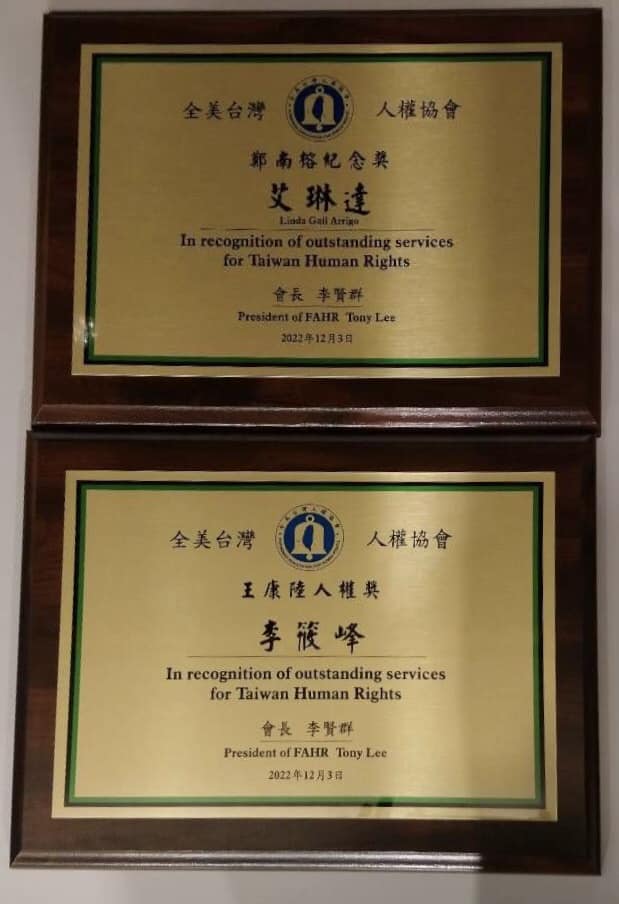 全美台灣 人權協會
鄭南榕紀念獎
艾琳達
Linda Gail Arrigo
In recognition of outstanding services
for Taiwan Human Rights
會長 李賢群
President of FAHR Tony Lee
2022年12月3日
全美台灣 人權協會
王康陸人權獎
李筱峰
In recognition of outstanding services
for Taiwan Human Rights
會長 李賢群
President of FAHR Tony Lee
2022年12月3日